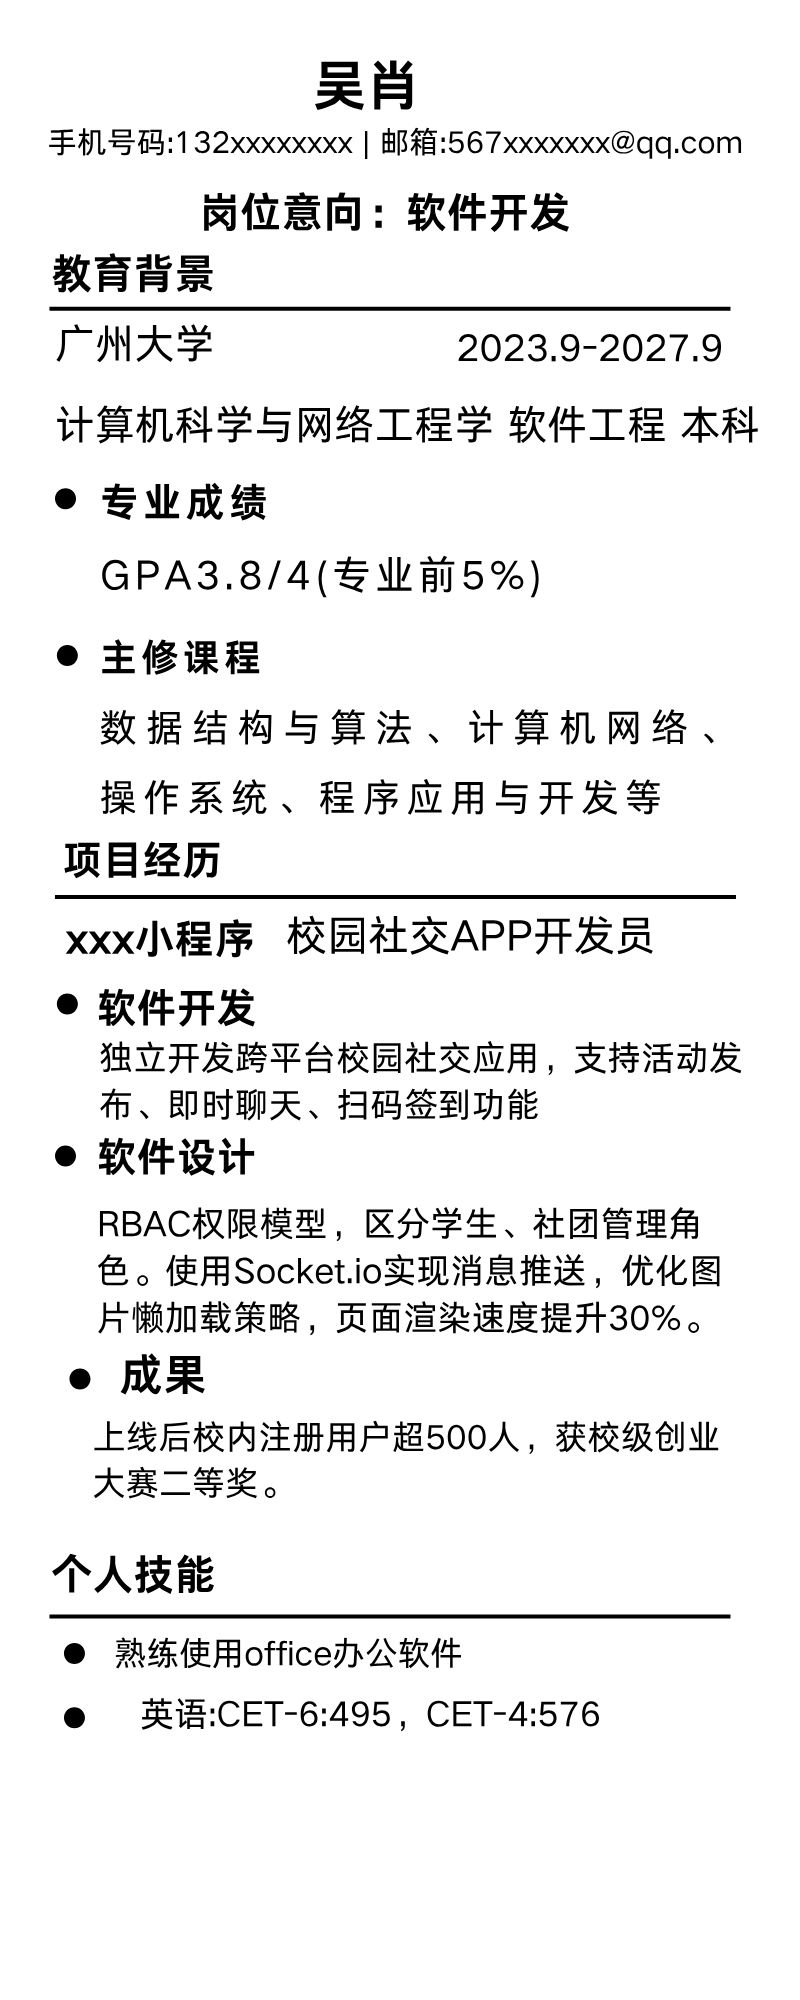 吴肖
手机号码:132xxxxxxxx | 邮箱:567xxxxxxx@qq.com
岗位意向：软件开发
教育背景
广州大学 2023.9-2027.9
计算机科学与网络工程学 软件工程 本科
● 专业成绩
GPA3.8/4(专业前5%)
● 主修课程
数据结构与算法、计算机网络、
操作系统、程序应用与开发等
项目经历
xxx小程序 校园社交APP开发员
● 软件开发
独立开发跨平台校园社交应用，支持活动发
布、即时聊天、扫码签到功能
● 软件设计
RBAC权限模型，区分学生、社团管理角
色。使用Socket.io实现消息推送，优化图
片懒加载策略，页面渲染速度提升30%。
● 成果
上线后校内注册用户超500人，获校级创业
大赛二等奖。
个人技能
● 熟练使用office办公软件
● 英语:CET-6:495，CET-4:576